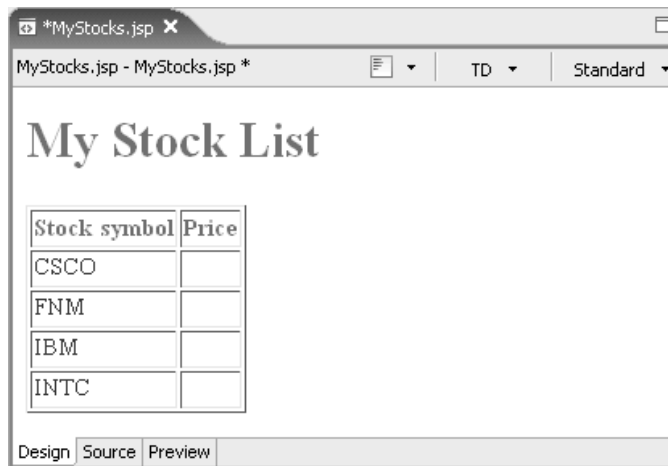 *MyStocks.jsp
MyStocks.jsp - MyStocks.jsp * TD Standard
My Stock List
Stock symbol Price
CSCO
FNM
IBM
INTC
Design Source Preview